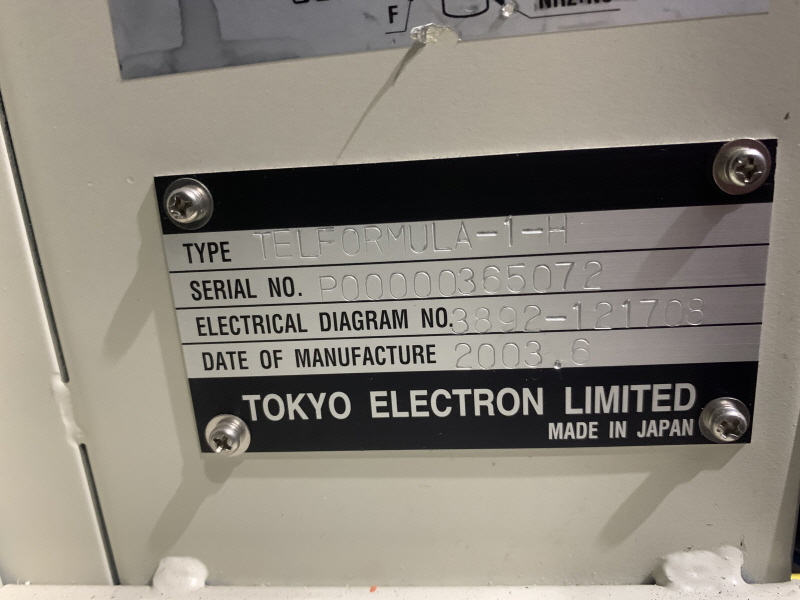 F
TYPE TELFORMULA-1-H
SERIAL NO. P00000365072
ELECTRICAL DIAGRAM NO. 3892-121708
DATE OF MANUFACTURE 2003.6
TOKYO ELECTRON LIMITED
MADE IN JAPAN